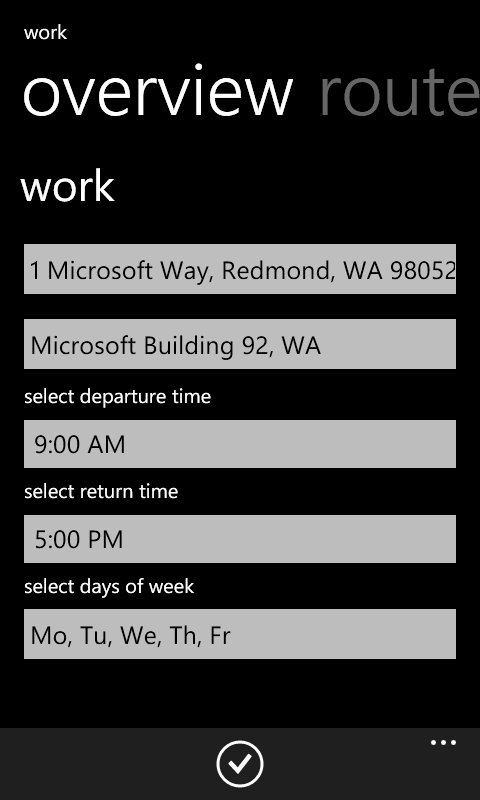 work
overview route
work
1 Microsoft Way, Redmond, WA 98052
Microsoft Building 92, WA
select departure time
9:00 AM
select return time
5:00 PM
select days of week
Mo, Tu, We, Th, Fr